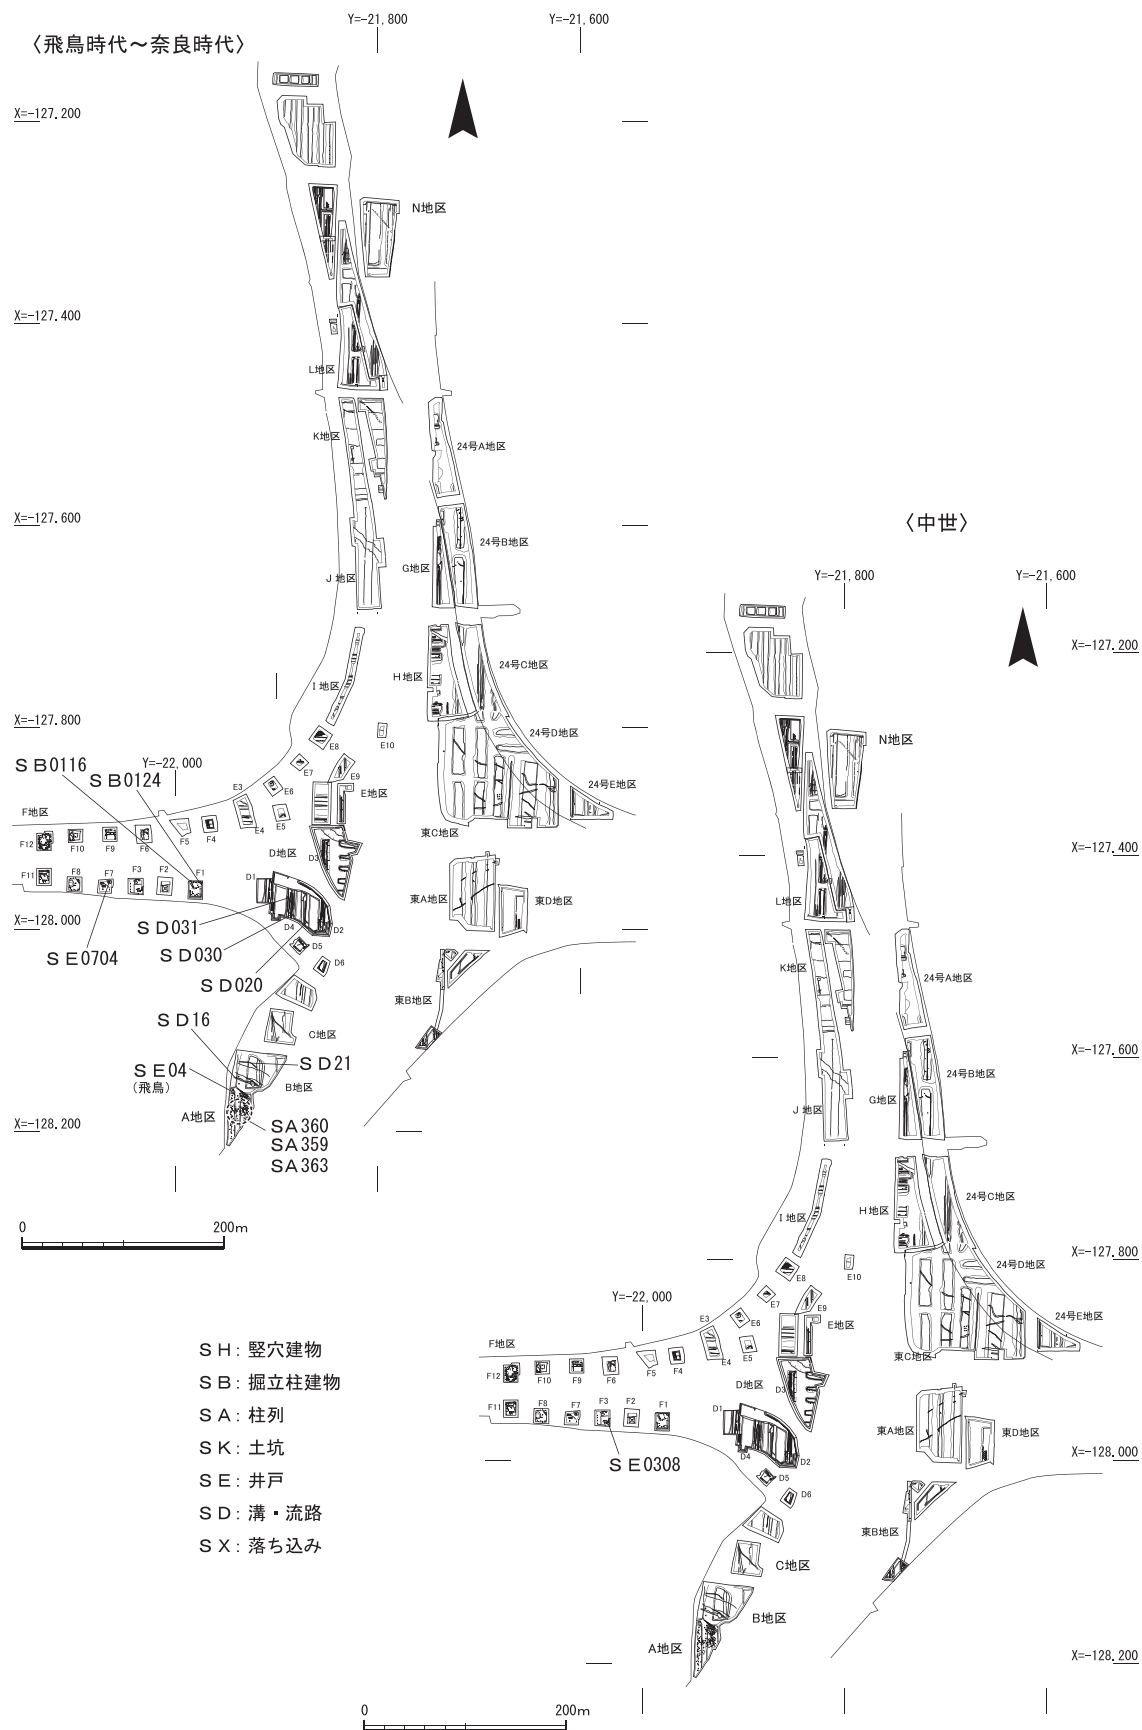 〈飛鳥時代～奈良時代〉
Y=-21,800
Y=-21,600
X=-127.200
N地区
X=-127.400
L地区
K地区
24号A地区
X=-127.600
24号B地区
G地区
J地区
24号C地区
H地区
I地区
X=-127.800
24号D地区
E8
E10
SB0116
Y=-22,000
SB0124
E7
E9
24号E地区
E3
E6
E地区
F地区
E4
E5
東C地区
F12
F10
F9
F6
F5
F4
D地区
D3
F11
F8
F7
F3
F2
F1
D1
東A地区
東D地区
X=-128.000
SD031
D4
D2
SE0704
SD030
D5
D6
SD020
東B地区
SD16
C地区
SD21
SE04
(飛鳥)
B地区
A地区
X=-128.200
SA360
SA359
SA363
0
200m
SH：竪穴建物
SB：掘立柱建物
SA：柱列
SK：土坑
SE：井戸
SD：溝・流路
SX：落ち込み
〈中世〉
Y=-21,800
Y=-21,600
X=-127.200
N地区
X=-127.400
L地区
K地区
24号A地区
X=-127.600
24号B地区
G地区
J地区
24号C地区
H地区
I地区
X=-127.800
24号D地区
E8
E10
Y=-22,000
E7
E9
24号E地区
E3
E6
E地区
F地区
E4
E5
東C地区
F12
F10
F9
F6
F5
F4
D地区
D3
F11
F8
F7
F3
F2
F1
D1
東A地区
東D地区
X=-128.000
SE0308
D4
D2
D5
D6
東B地区
C地区
B地区
A地区
X=-128.200
0
200m